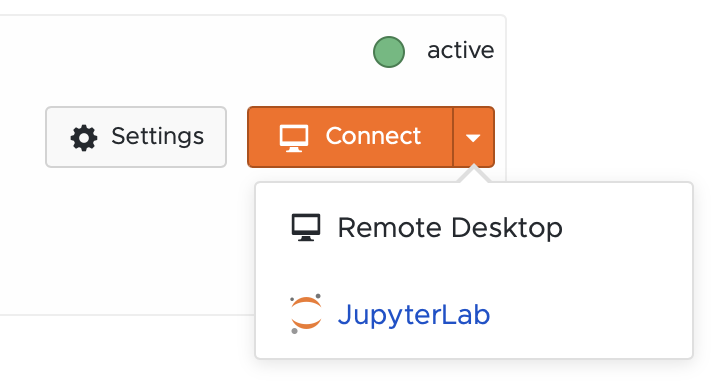 active
Settings
Connect
Remote Desktop
JupyterLab